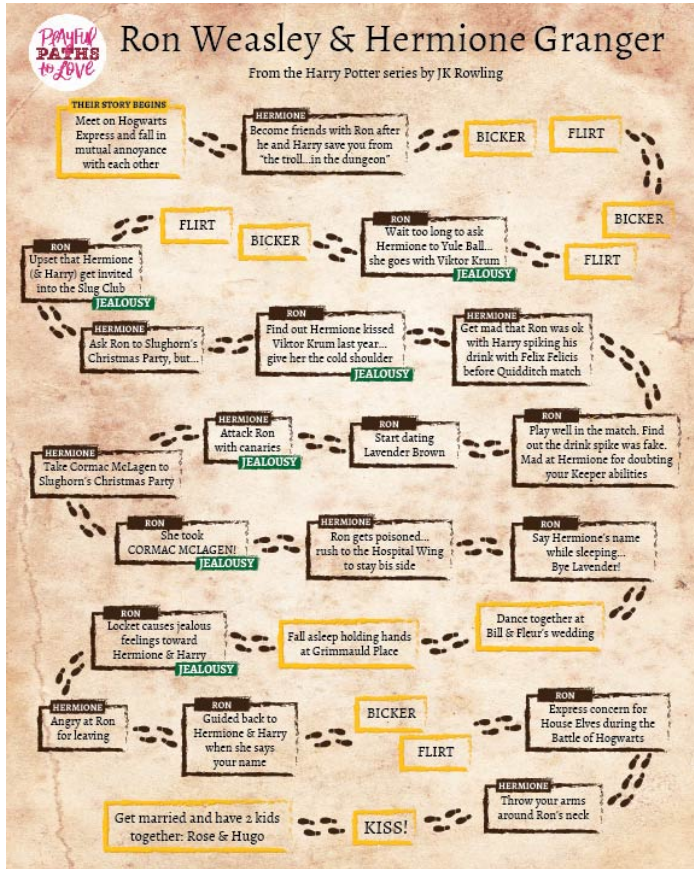 Playful
PATHS
to Love
Ron Weasley & Hermione Granger
From the Harry Potter series by JK Rowling
THEIR STORY BEGINS
Meet on Hogwarts
Express and fall in
mutual annoyance
with each other
HERMIONE
Become friends with Ron after
he and Harry save you from
"the troll...in the dungeon"
BICKER
FLIRT
BICKER
FLIRT
RON
Wait too long to ask
Hermione to Yule Ball...
she goes with Viktor Krum
JEALOUSY
BICKER
FLIRT
RON
Upset that Hermione
(& Harry) get invited
into the Slug Club
JEALOUSY
HERMIONE
Ask Ron to Slughorn's
Christmas Party, but...
RON
Find out Hermione kissed
Viktor Krum last year...
give her the cold shoulder
JEALOUSY
HERMIONE
Get mad that Ron was ok
with Harry spiking his
drink with Felix Felicis
before Quidditch match
RON
Play well in the match. Find
out the drink spike was fake.
Mad at Hermione for doubting
your Keeper abilities
RON
Start dating
Lavender Brown
HERMIONE
Attack Ron
with canaries
JEALOUSY
HERMIONE
Take Cormac McLagen to
Slughorn's Christmas Party
RON
She took
CORMAC MCLAGEN!
JEALOUSY
HERMIONE
Ron gets poisoned...
rush to the Hospital Wing
to stay bis side
RON
Say Hermione's name
while sleeping...
Bye Lavender!
Dance together at
Bill & Fleur's wedding
Fall asleep holding hands
at Grimmauld Place
RON
Locket causes jealous
feelings toward
Hermione & Harry
JEALOUSY
HERMIONE
Angry at Ron
for leaving
RON
Guided back to
Hermione & Harry
when she says
your name
BICKER
FLIRT
RON
Express concern for
House Elves during the
Battle of Hogwarts
HERMIONE
Throw your arms
around Ron's neck
KISS!
Get married and have 2 kids
together: Rose & Hugo